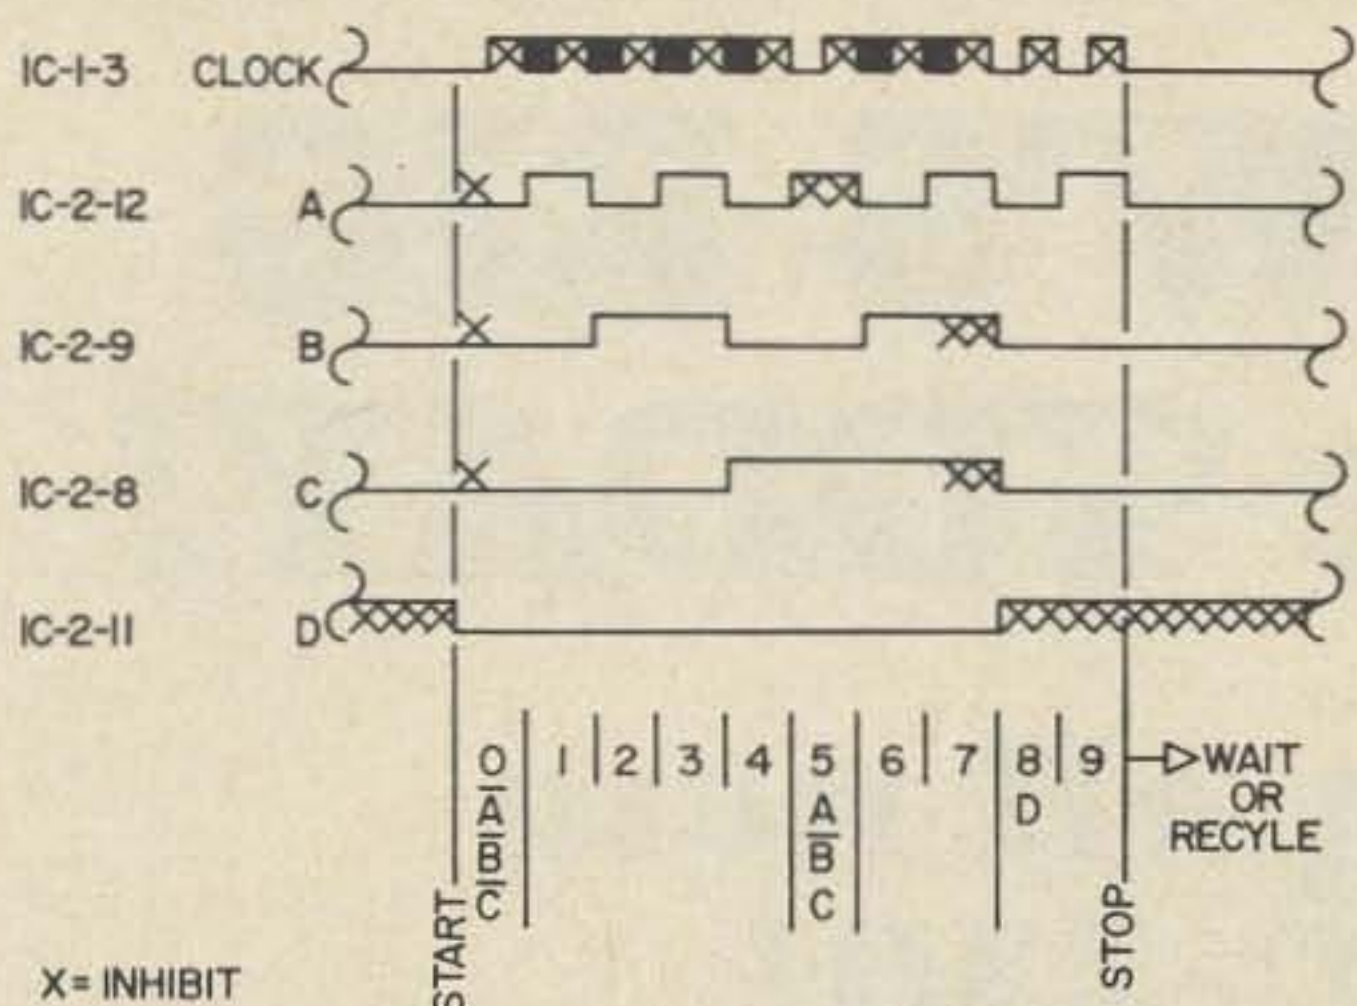 IC-1-3 CLOCK
IC-2-12 A
IC-2-9 B
IC-2-8 C
IC-2-11 D
0 1 2 3 4 5 6 7 8 9 WAIT
A A D OR
B B RECYLE
C C
START STOP
X = INHIBIT